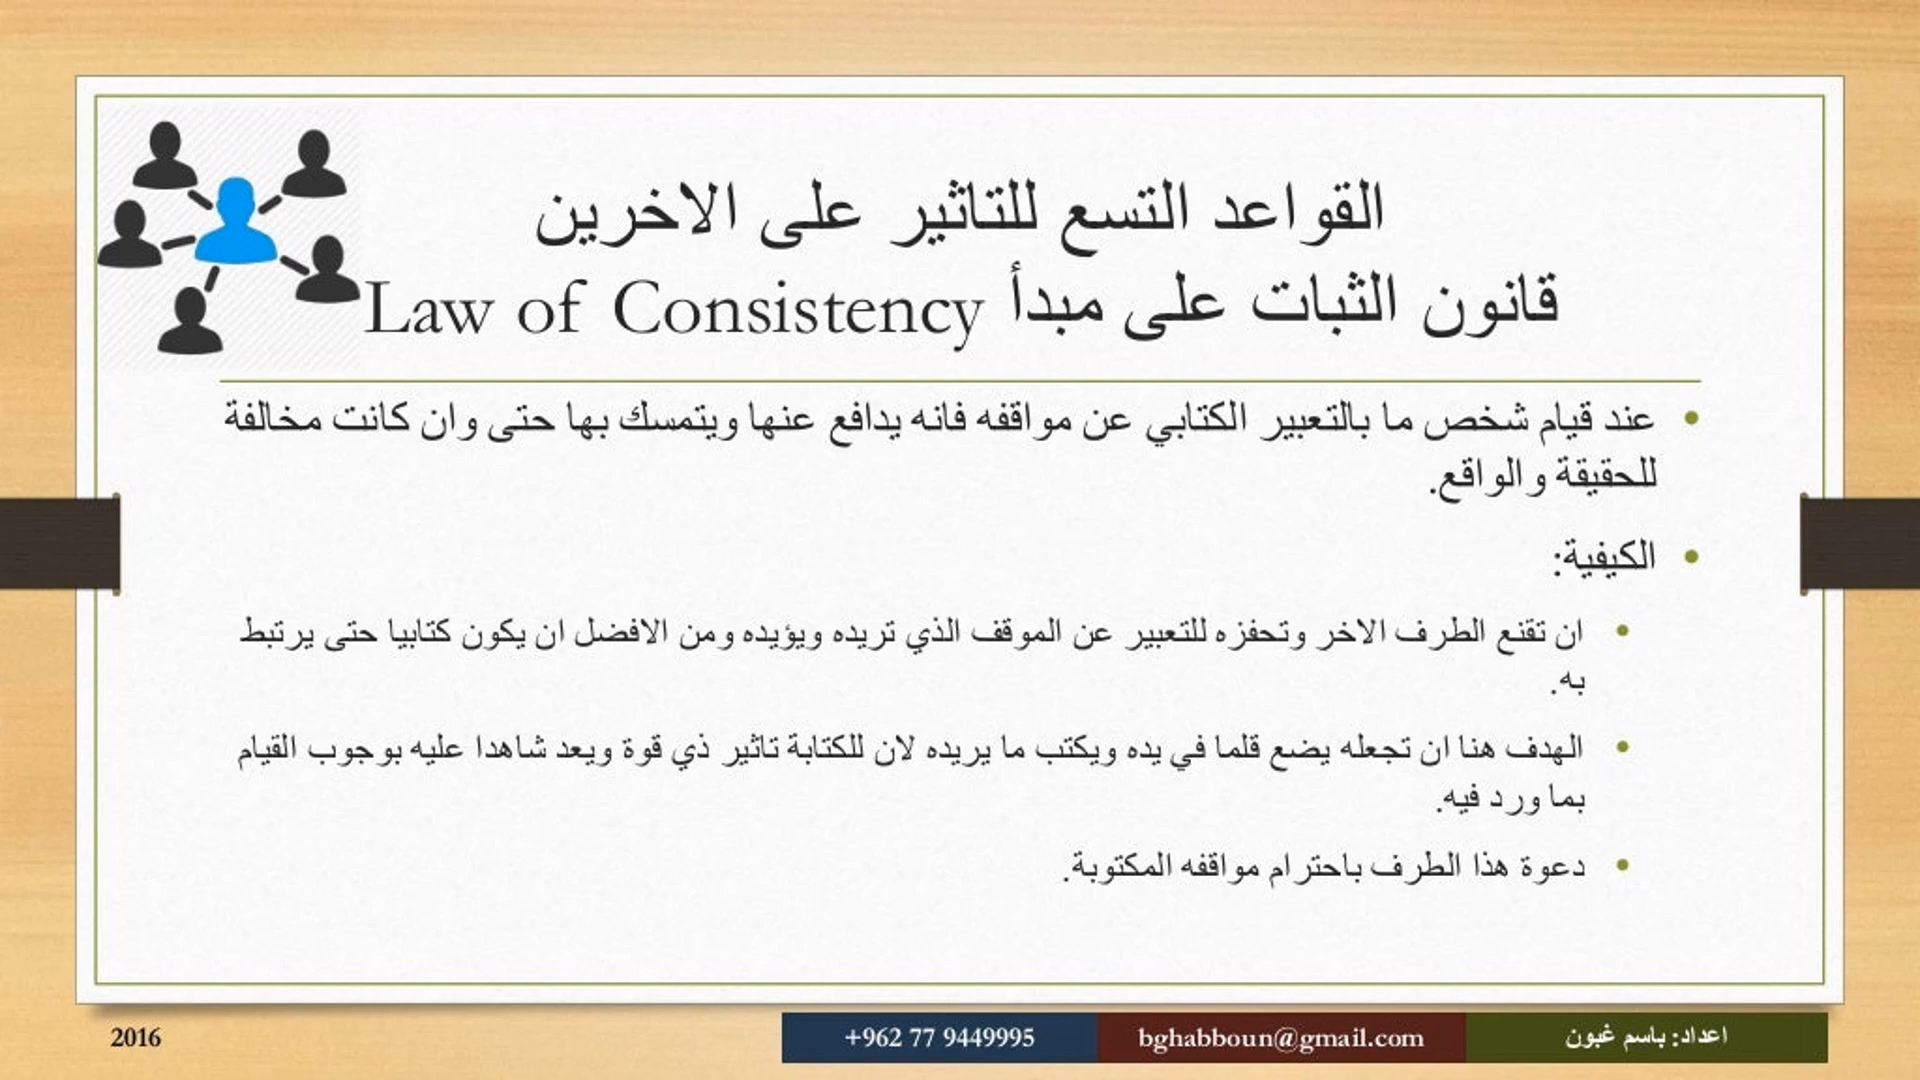 القواعد التسع للتاثير على الاخرين
قانون الثبات على مبدأ Law of Consistency
عند قيام شخص ما بالتعبير الكتابي عن مواقفه فانه يدافع عنها ويتمسك بها حتى وان كانت مخالفة
للحقيقة والواقع.
الكيفية:
ان تقنع الطرف الاخر وتحفزه للتعبير عن الموقف الذي تريده ويؤيده ومن الافضل ان يكون كتابيا حتى يرتبط
به.
الهدف هنا ان تجعله يضع قلما في يده ويكتب ما يريده لان للكتابة تاثير ذي قوة ويعد شاهدا عليه بوجوب القيام
بما ورد فيه.
دعوة هذا الطرف باحترام مواقفه المكتوبة.
اعداد: باسم غبون
bghabboun@gmail.com
+962 77 9449995
2016